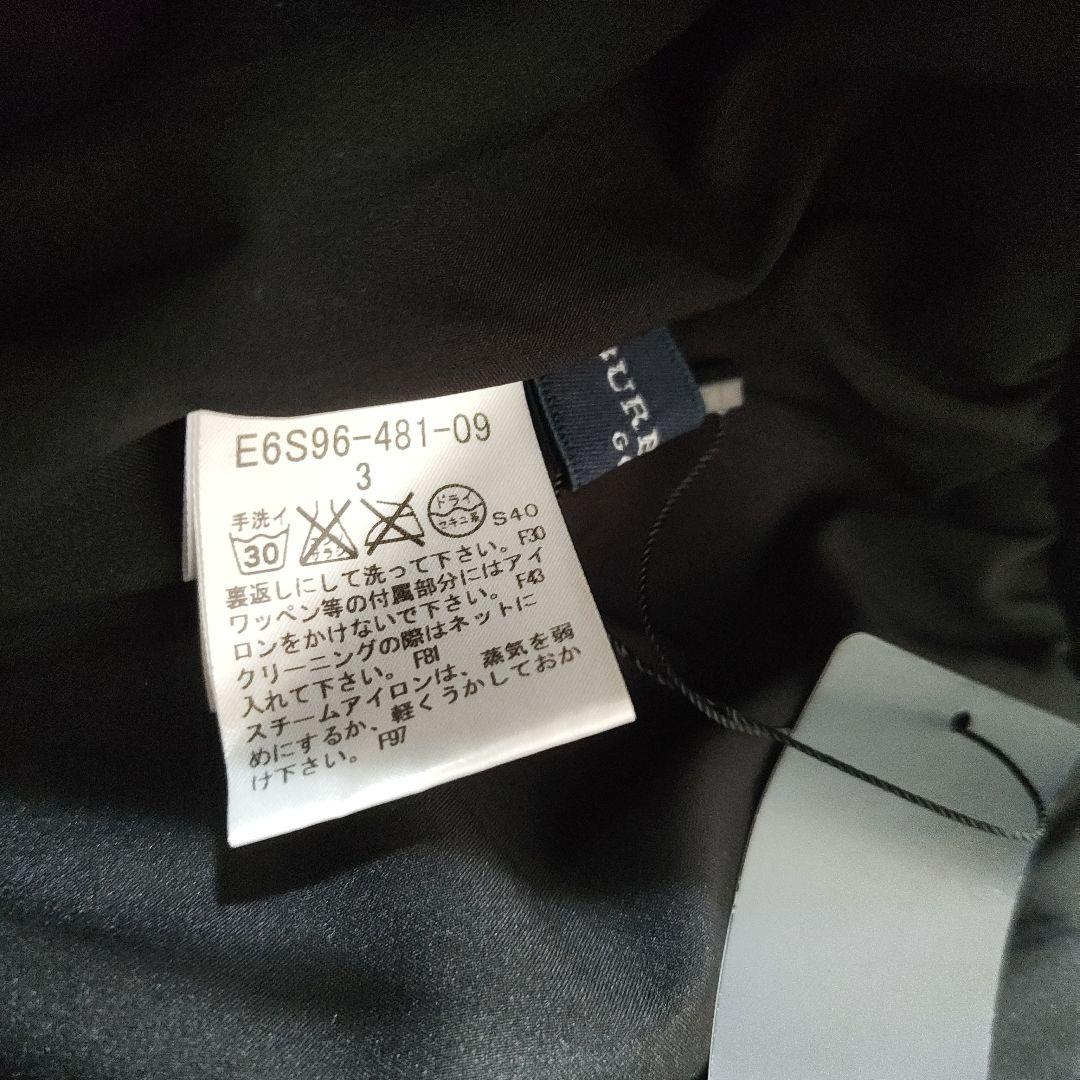 E6S96-481-09
3
手洗イ
30
ドライ
セキユ系
S40
裏返しにして洗って下さい。F30
ワッペン等の付属部分にはアイ
ロンをかけないで下さい。F43
クリーニングの際はネットに
入れて下さい。F81
スチームアイロンは、蒸気を弱
めにするか、軽くうかしておか
け下さい。F97